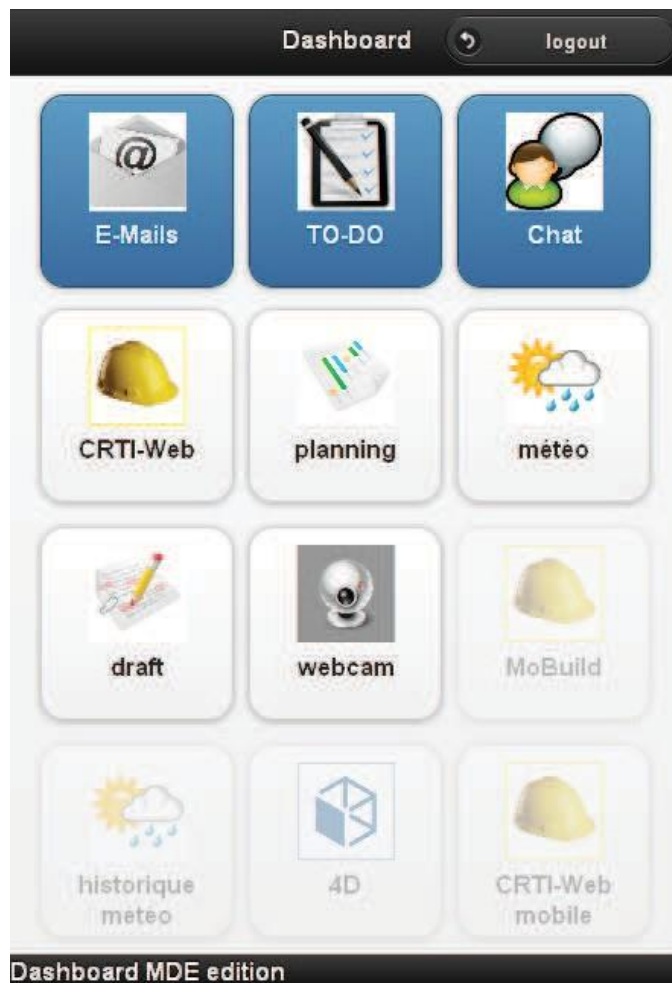 Dashboard
logout
E-Mails
TO-DO
Chat
CRTI-Web
planning
météo
draft
webcam
MoBuild
historique
météo
4D
CRTI-Web
mobile
Dashboard MDE edition